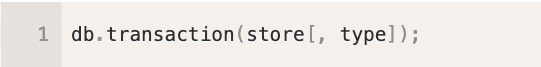 1 db.transaction(store[, type]);